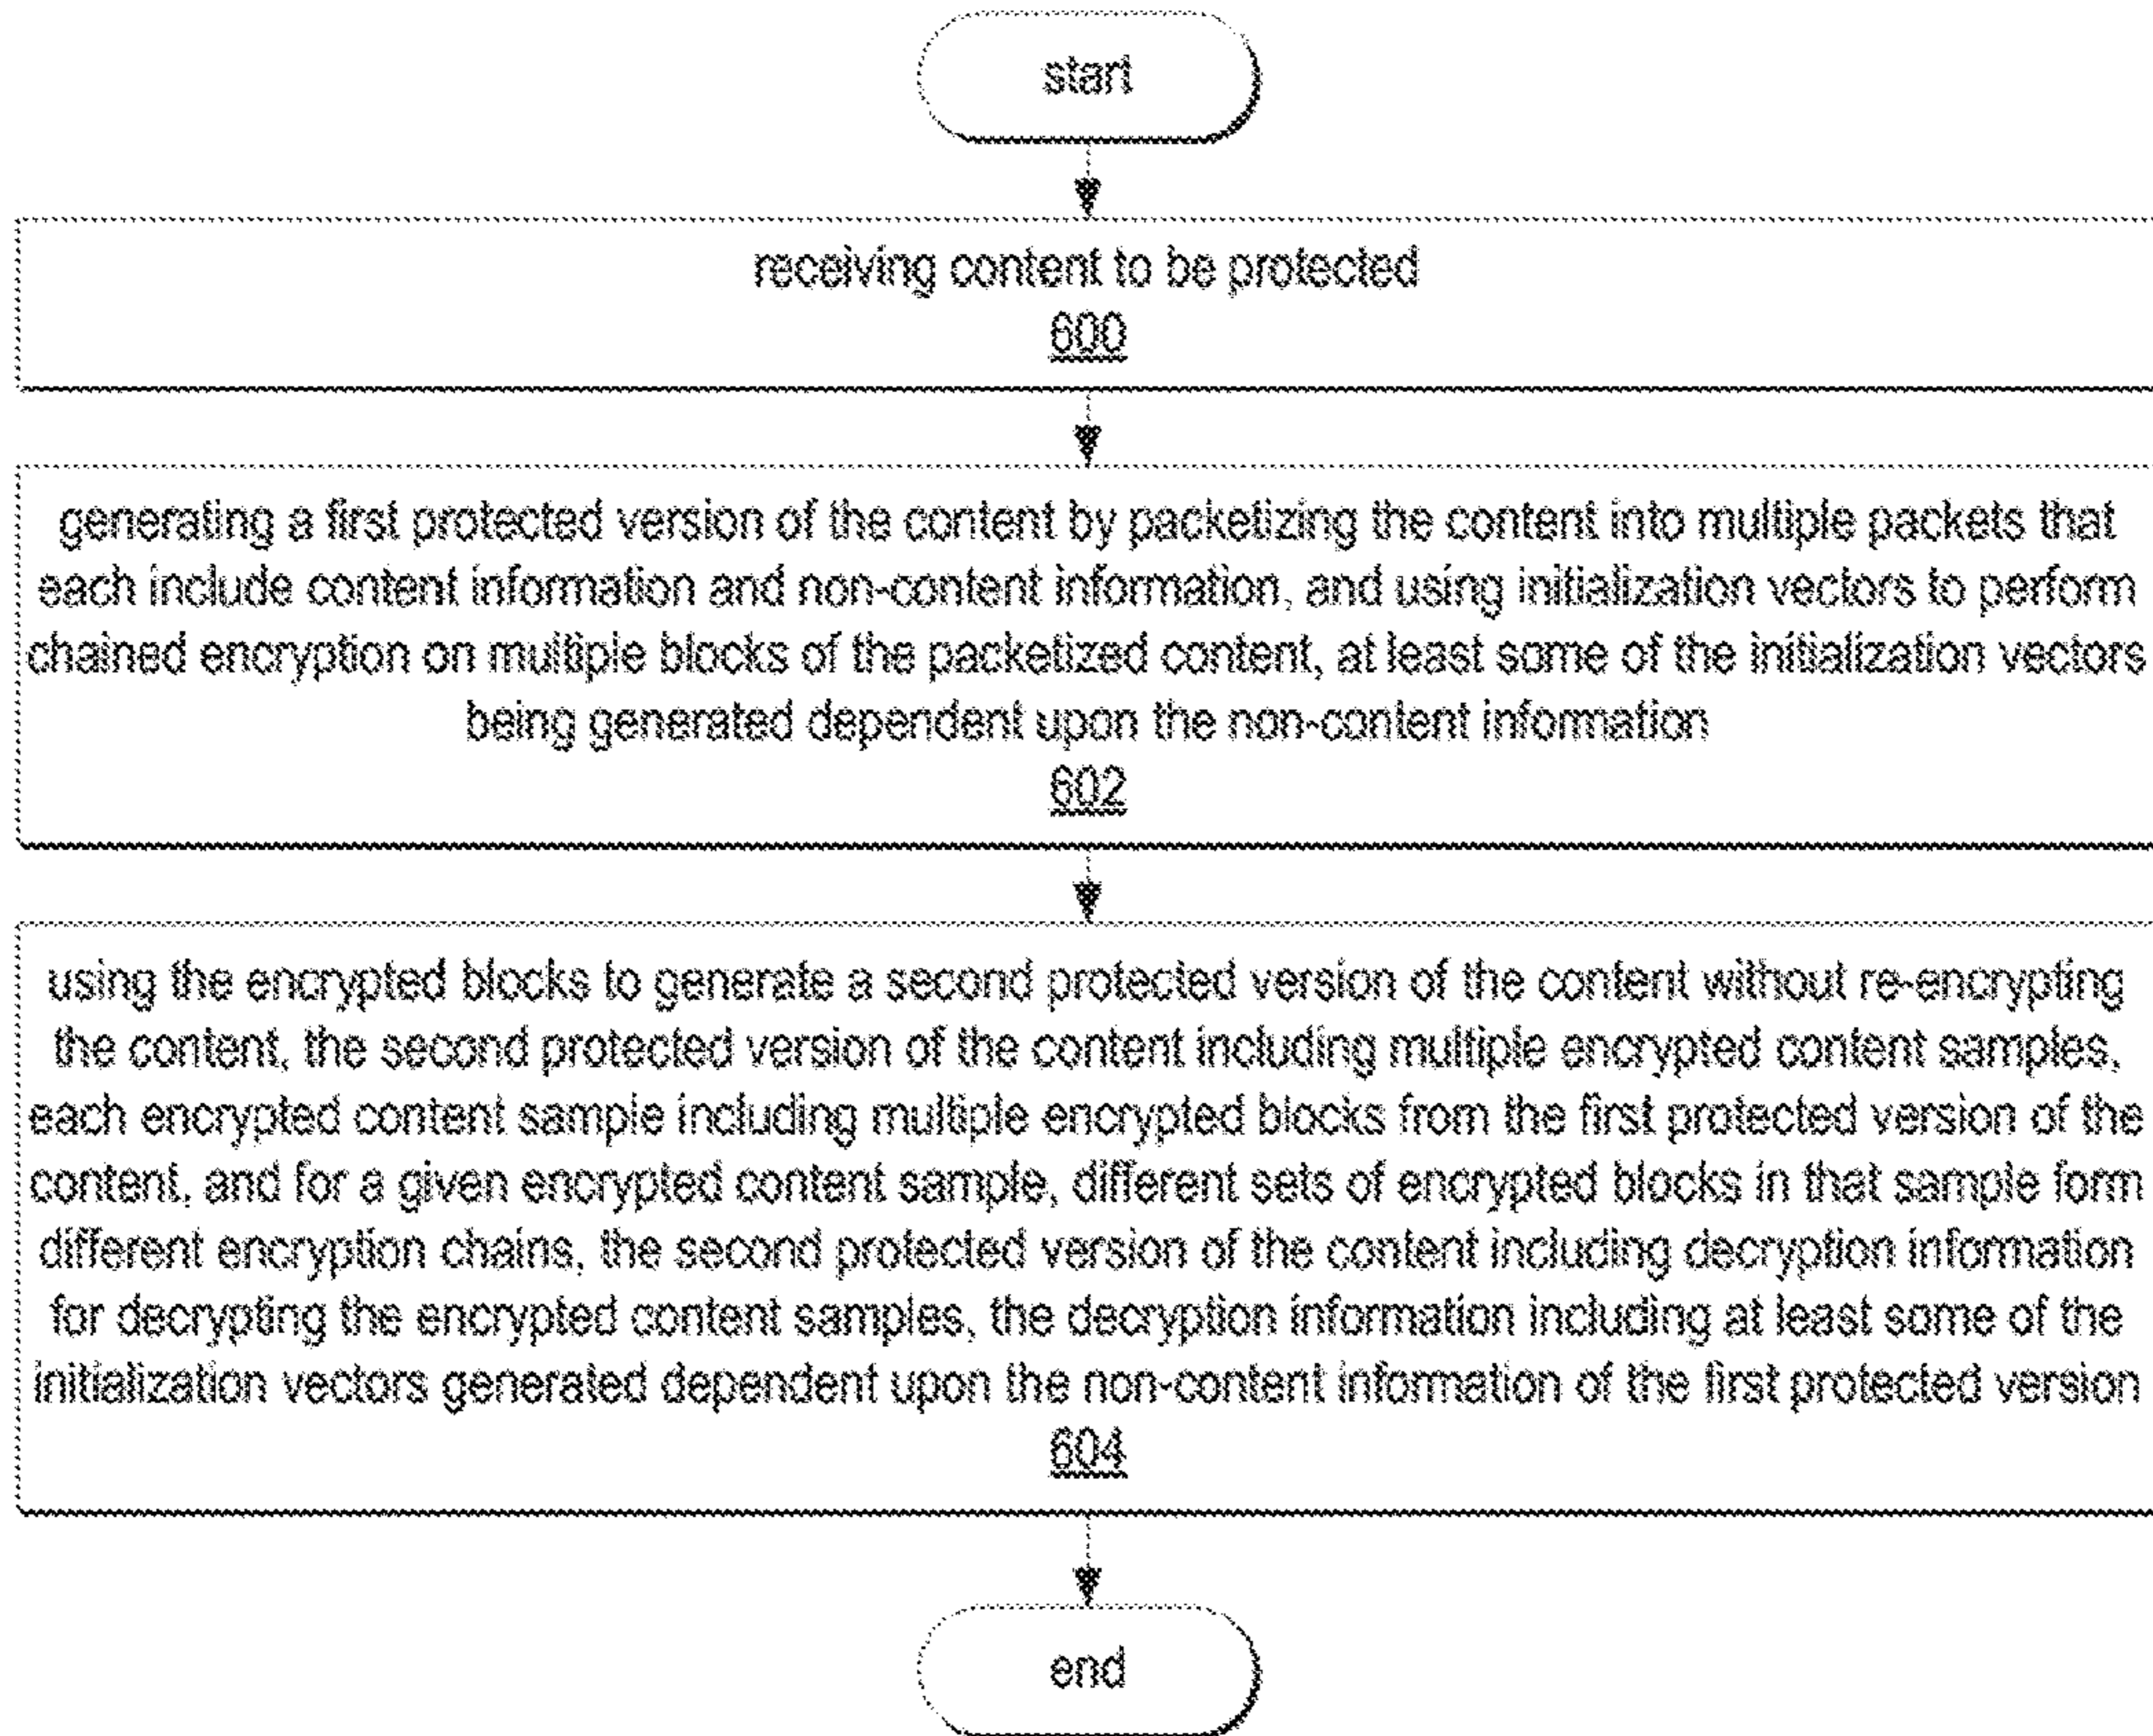 start
receiving content to be protected
600
generating a first protected version of the content by packetizing the content into multiple packets that
each include content information and non-content information, and using initialization vectors to perform
chained encryption on multiple blocks of the packetized content, at least some of the initialization vectors
being generated dependent upon the non-content information
602
using the encrypted blocks to generate a second protected version of the content without re-encrypting
the content, the second protected version of the content including multiple encrypted content samples,
each encrypted content sample including multiple encrypted blocks from the first protected version of the
content, and for a given encrypted content sample, different sets of encrypted blocks in that sample form
different encryption chains, the second protected version of the content including decryption information
for decrypting the encrypted content samples, the decryption information including at least some of the
initialization vectors generated dependent upon the non-content information of the first protected version
604
end